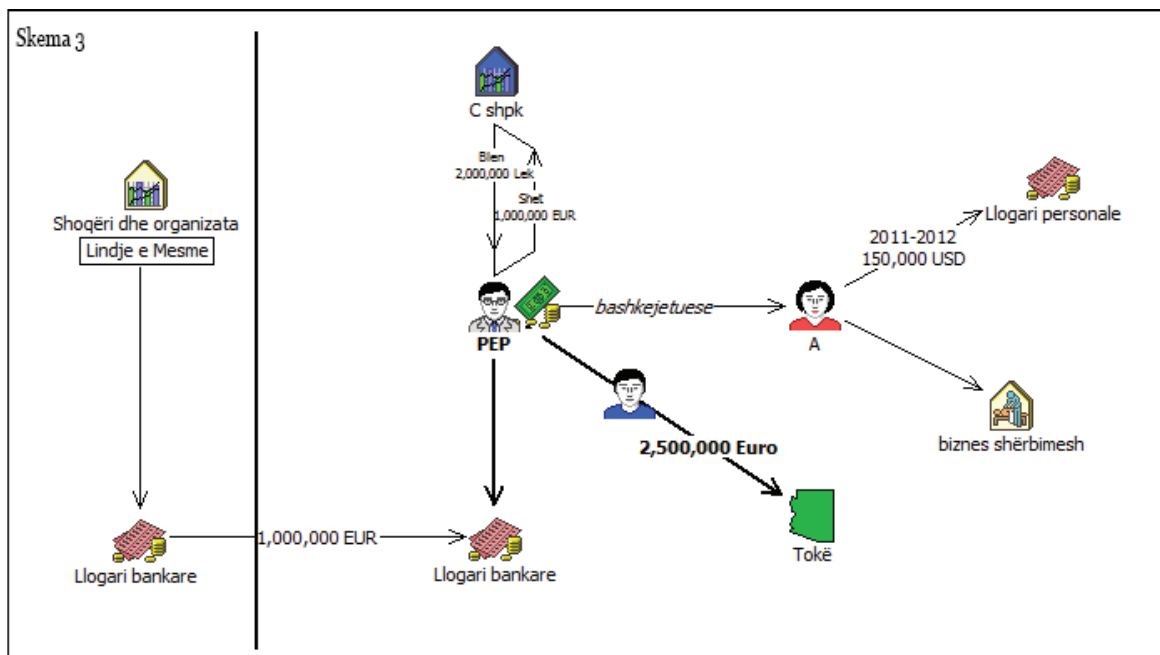 Skema 3
C shpk
Blen
2,000,000 Lek
Shet
1,000,000 EUR
Shoqëri dhe organizata
Lindje e Mesme
Llogari personale
2011-2012
150,000 USD
bashkejetuese
PEP
A
biznes shërbimesh
2,500,000 Euro
Tokë
1,000,000 EUR
Llogari bankare
Llogari bankare